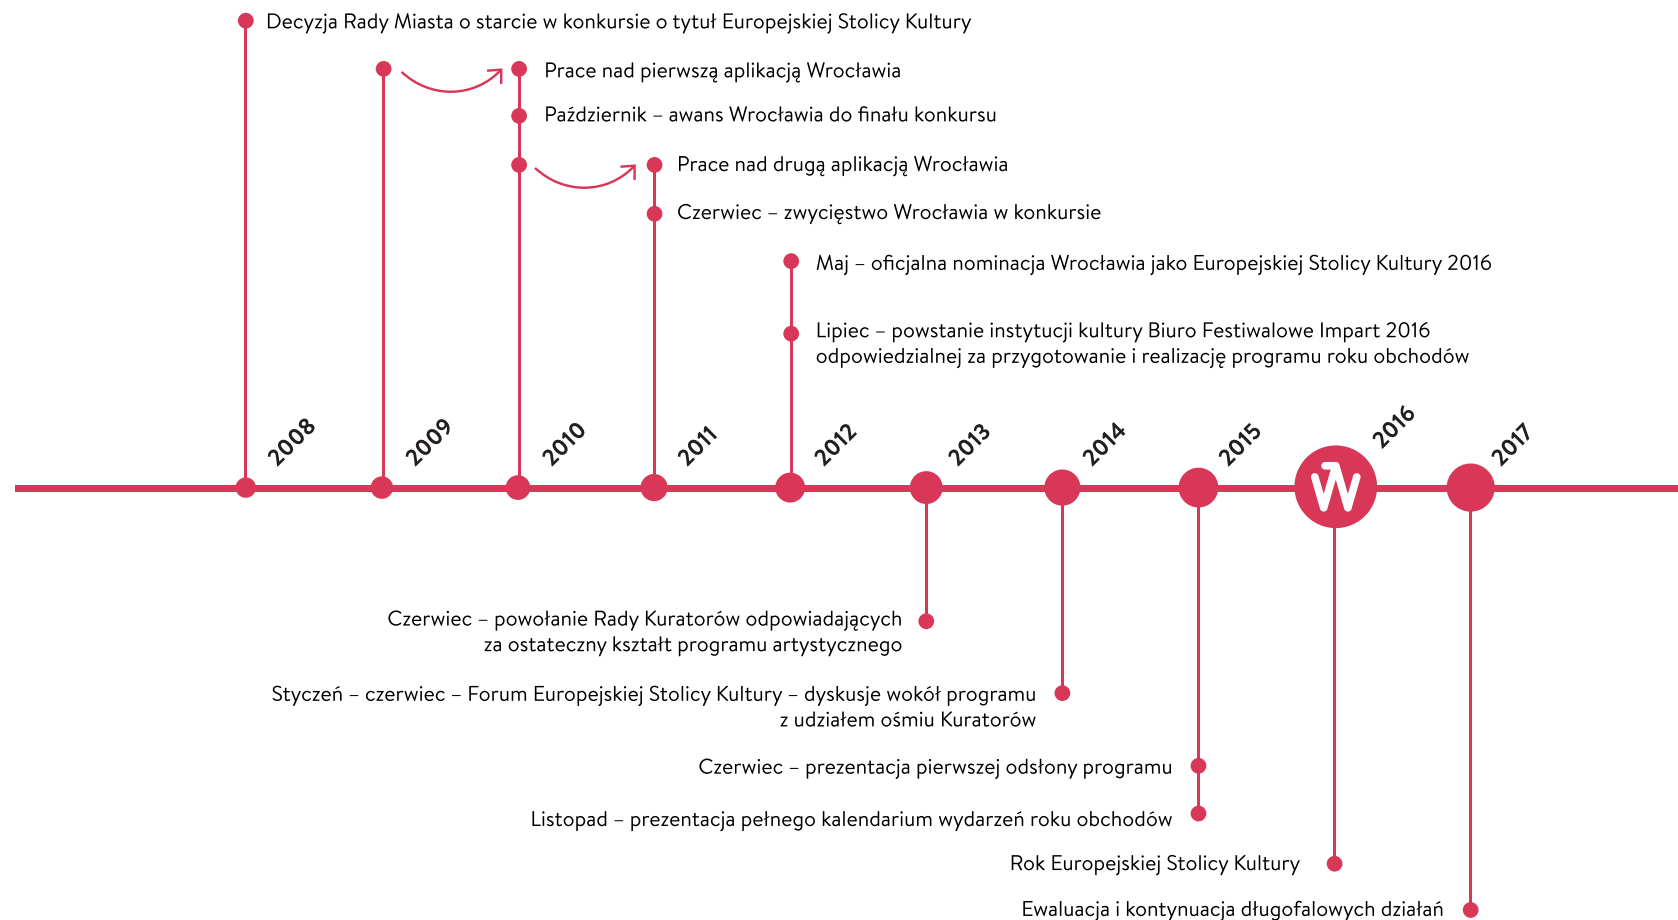 Decyzja Rady Miasta o starcie w konkursie o tytuł Europejskiej Stolicy Kultury
Prace nad pierwszą aplikacją Wrocławia
Październik – awans Wrocławia do finału konkursu
Prace nad drugą aplikacją Wrocławia
Czerwiec – zwycięstwo Wrocławia w konkursie
Maj – oficjalna nominacja Wrocławia jako Europejskiej Stolicy Kultury 2016
Lipiec – powstanie instytucji kultury Biuro Festiwalowe Impart 2016
odpowiedzialnej za przygotowanie i realizację programu roku obchodów
2008
2009
2010
2011
2012
2013
2014
2015
2016
2017
W
Czerwiec – powołanie Rady Kuratorów odpowiadających
za ostateczny kształt programu artystycznego
Styczeń – czerwiec – Forum Europejskiej Stolicy Kultury – dyskusje wokół programu
z udziałem ośmiu Kuratorów
Czerwiec – prezentacja pierwszej odsłony programu
Listopad – prezentacja pełnego kalendarium wydarzeń roku obchodów
Rok Europejskiej Stolicy Kultury
Ewaluacja i kontynuacja długofalowych działań